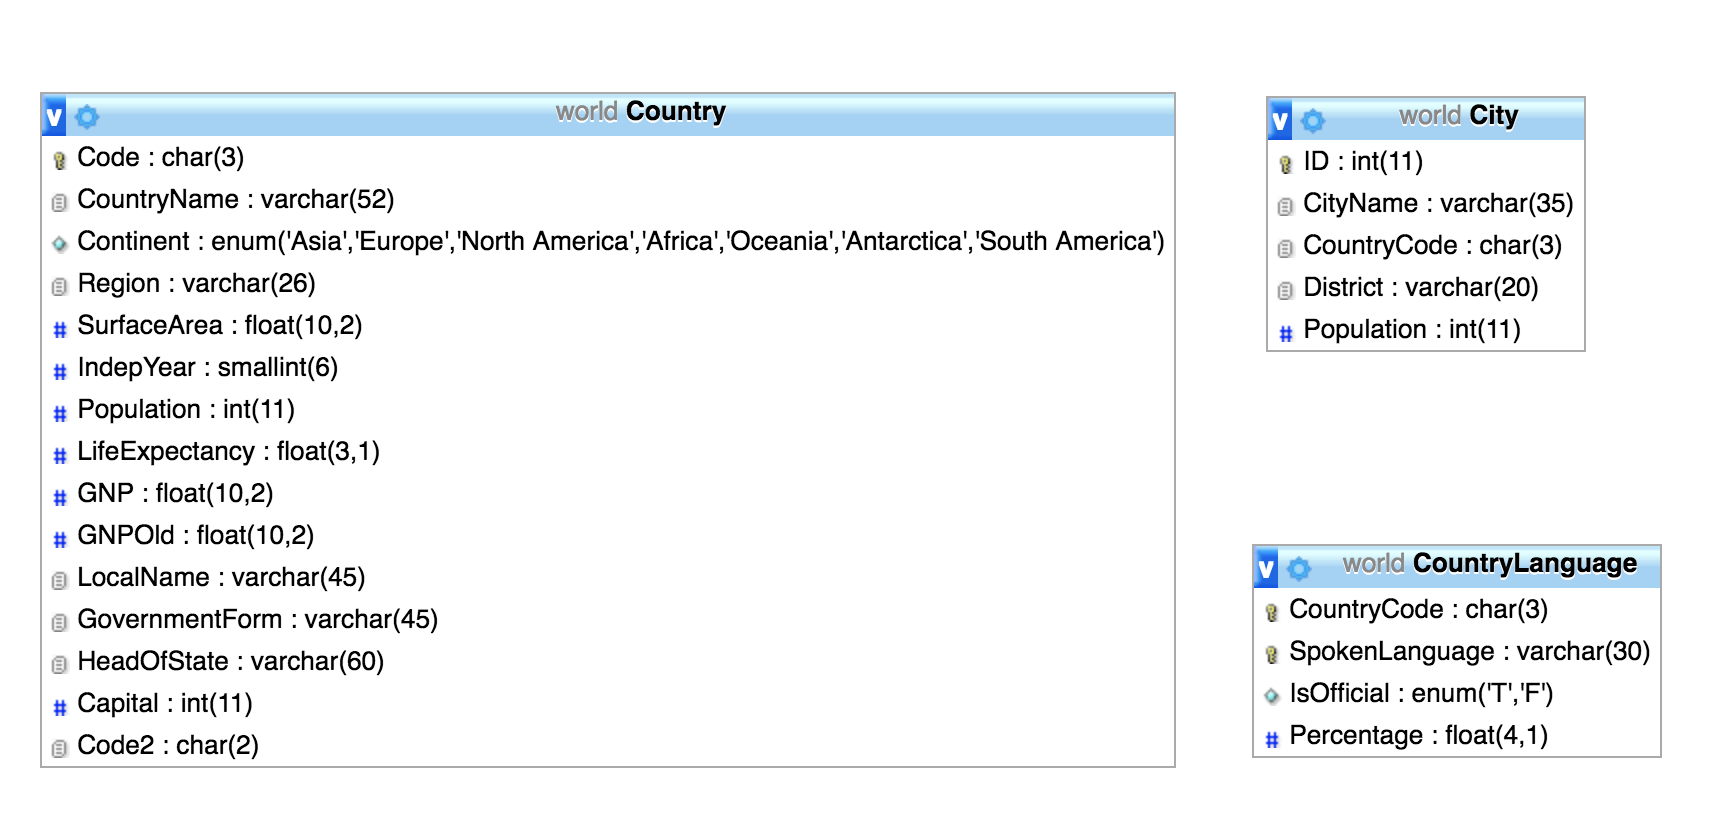 v world Country
Code : char(3)
CountryName : varchar(52)
Continent : enum('Asia','Europe','North America','Africa','Oceania','Antarctica','South America')
Region : varchar(26)
# SurfaceArea : float(10,2)
# IndepYear : smallint(6)
# Population : int(11)
# LifeExpectancy : float(3,1)
# GNP : float(10,2)
# GNPOld : float(10,2)
LocalName : varchar(45)
GovernmentForm : varchar(45)
HeadOfState : varchar(60)
# Capital : int(11)
Code2 : char(2)
v world City
ID : int(11)
CityName : varchar(35)
CountryCode : char(3)
District : varchar(20)
# Population : int(11)
v world CountryLanguage
CountryCode : char(3)
SpokenLanguage : varchar(30)
IsOfficial : enum('T','F')
# Percentage : float(4,1)